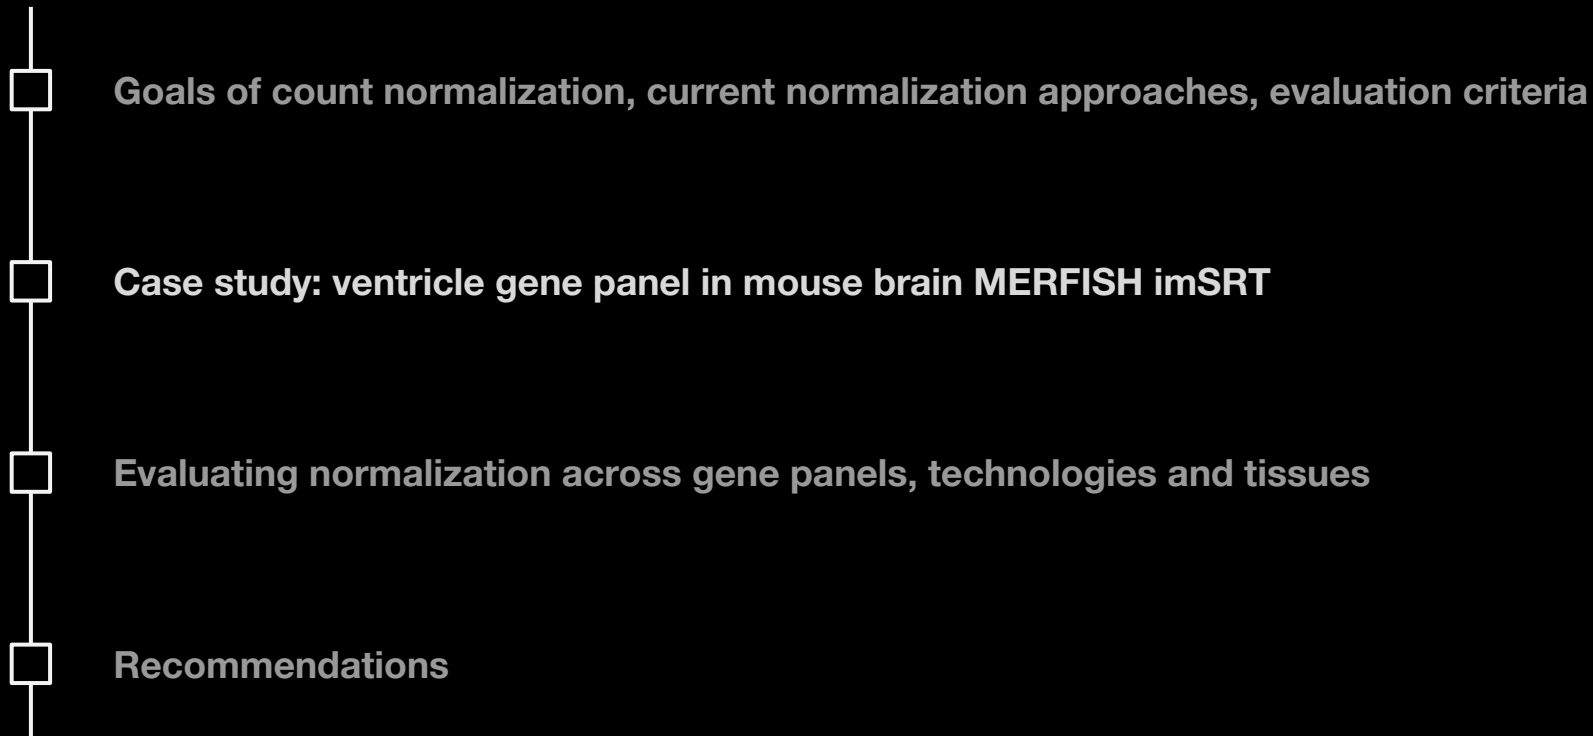 Goals of count normalization, current normalization approaches, evaluation criteria
Case study: ventricle gene panel in mouse brain MERFISH imSRT
Evaluating normalization across gene panels, technologies and tissues
Recommendations